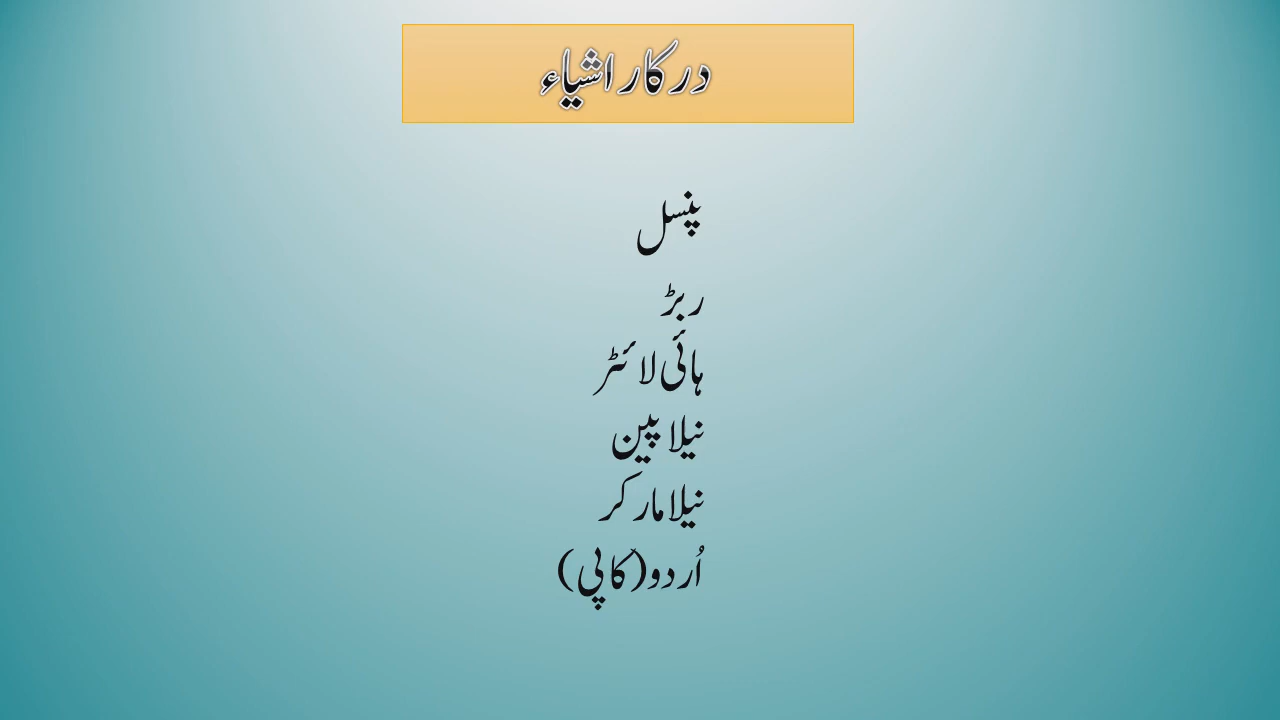 درکار اشیاء
پنسل
ربڑ
ہائی لائٹر
نیلا پین
نیلا مارکر
اُردو(کاپی)